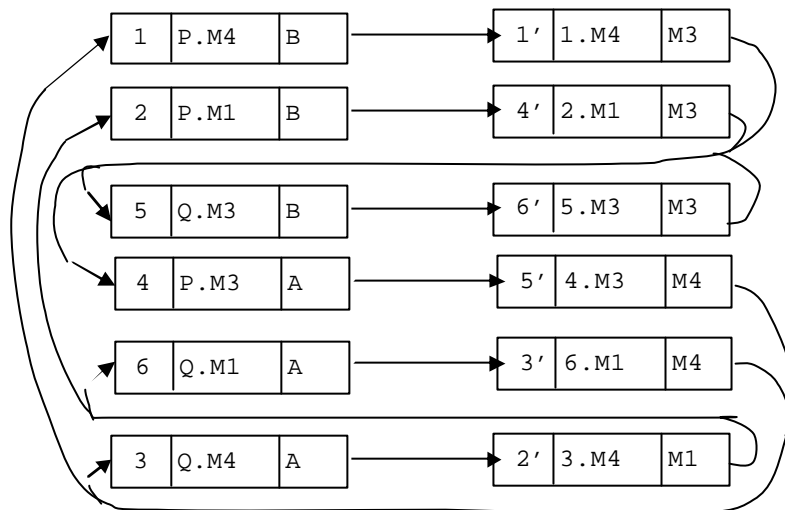 1 P.M4 B 1' 1.M4 M3
2 P.M1 B 4' 2.M1 M3
5 Q.M3 B 6' 5.M3 M3
4 P.M3 A 5' 4.M3 M4
6 Q.M1 A 3' 6.M1 M4
3 Q.M4 A 2' 3.M4 M1